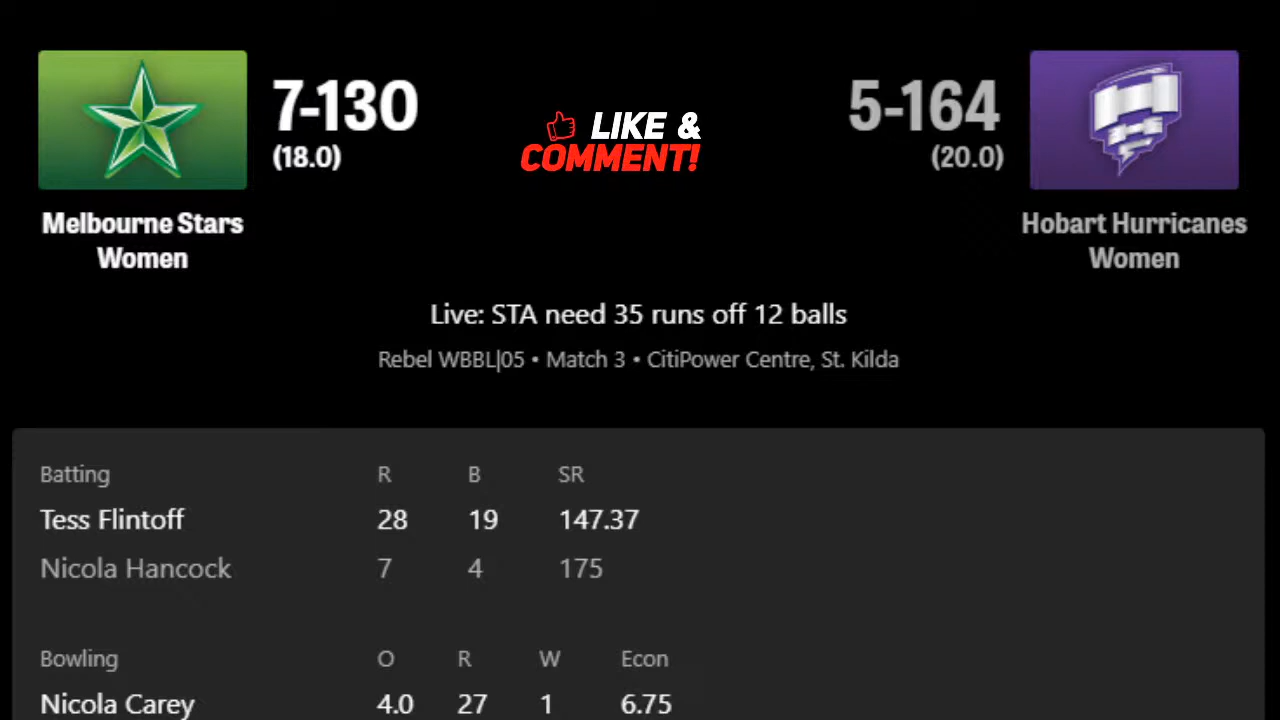 7-130
(18.0)
LIKE &
COMMENT!
5-164
(20.0)
Melbourne Stars
Women
Hobart Hurricanes
Women
Live: STA need 35 runs off 12 balls
Rebel WBBL|05 • Match 3 • CitiPower Centre, St. Kilda
Batting R B SR
Tess Flintoff 28 19 147.37
Nicola Hancock 7 4 175
Bowling O R W Econ
Nicola Carey 4.0 27 1 6.75